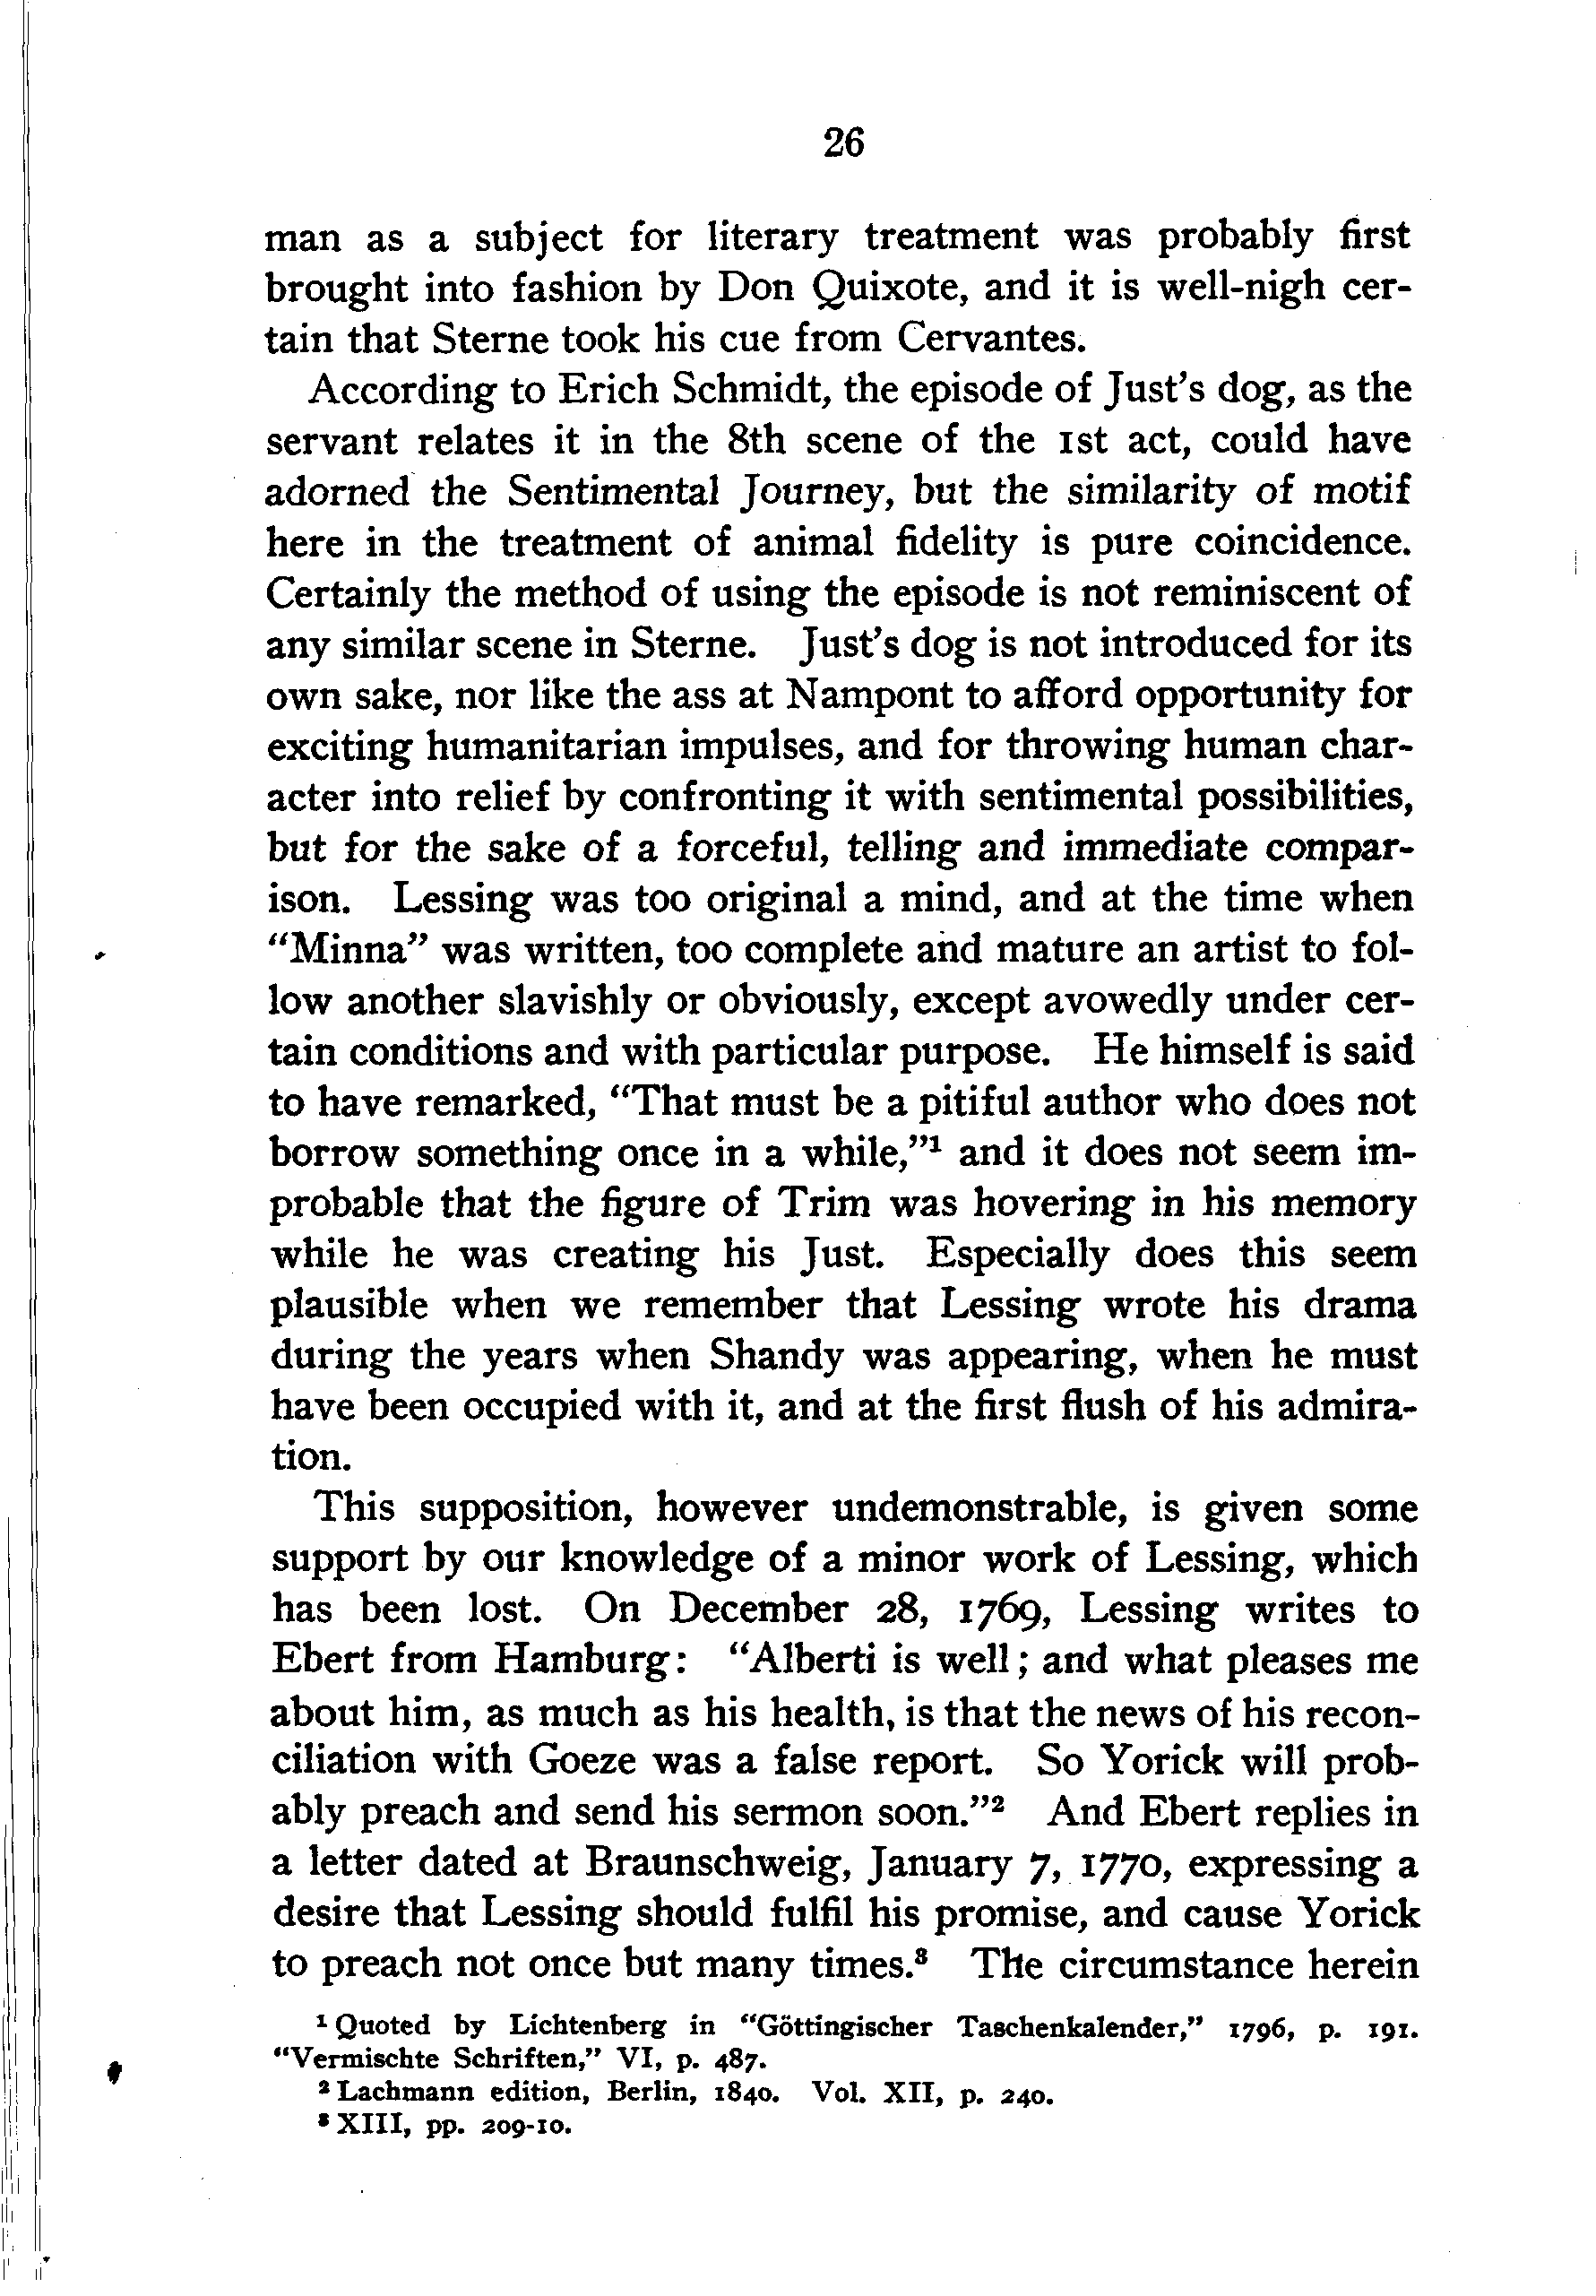 26
man as a subject for literary treatment was probably first
brought into fashion by Don Quixote, and it is well-nigh cer-
tain that Sterne took his cue from Cervantes.
According to Erich Schmidt, the episode of Just's dog, as the
servant relates it in the 8th scene of the 1st act, could have
adorned the Sentimental Journey, but the similarity of motif
here in the treatment of animal fidelity is pure coincidence.
Certainly the method of using the episode is not reminiscent of
any similar scene in Sterne. Just's dog is not introduced for its
own sake, nor like the ass at Nampont to afford opportunity for
exciting humanitarian impulses, and for throwing human char-
acter into relief by confronting it with sentimental possibilities,
but for the sake of a forceful, telling and immediate compar-
ison. Lessing was too original a mind, and at the time when
"Minna" was written, too complete and mature an artist to fol-
low another slavishly or obviously, except avowedly under cer-
tain conditions and with particular purpose. He himself is said
to have remarked, "That must be a pitiful author who does not
borrow something once in a while,"¹ and it does not seem im-
probable that the figure of Trim was hovering in his memory
while he was creating his Just. Especially does this seem
plausible when we remember that Lessing wrote his drama
during the years when Shandy was appearing, when he must
have been occupied with it, and at the first flush of his admira-
tion.
This supposition, however undemonstrable, is given some
support by our knowledge of a minor work of Lessing, which
has been lost. On December 28, 1769, Lessing writes to
Ebert from Hamburg: "Alberti is well; and what pleases me
about him, as much as his health, is that the news of his recon-
ciliation with Goeze was a false report. So Yorick will prob-
ably preach and send his sermon soon."² And Ebert replies in
a letter dated at Braunschweig, January 7, 1770, expressing a
desire that Lessing should fulfil his promise, and cause Yorick
to preach not once but many times.³ The circumstance herein
¹ Quoted by Lichtenberg in "Göttingischer Taschenkalender," 1796, p. 191.
"Vermischte Schriften," VI, p. 487.
² Lachmann edition, Berlin, 1840. Vol. XII, p. 240.
³ XIII, pp. 209-10.